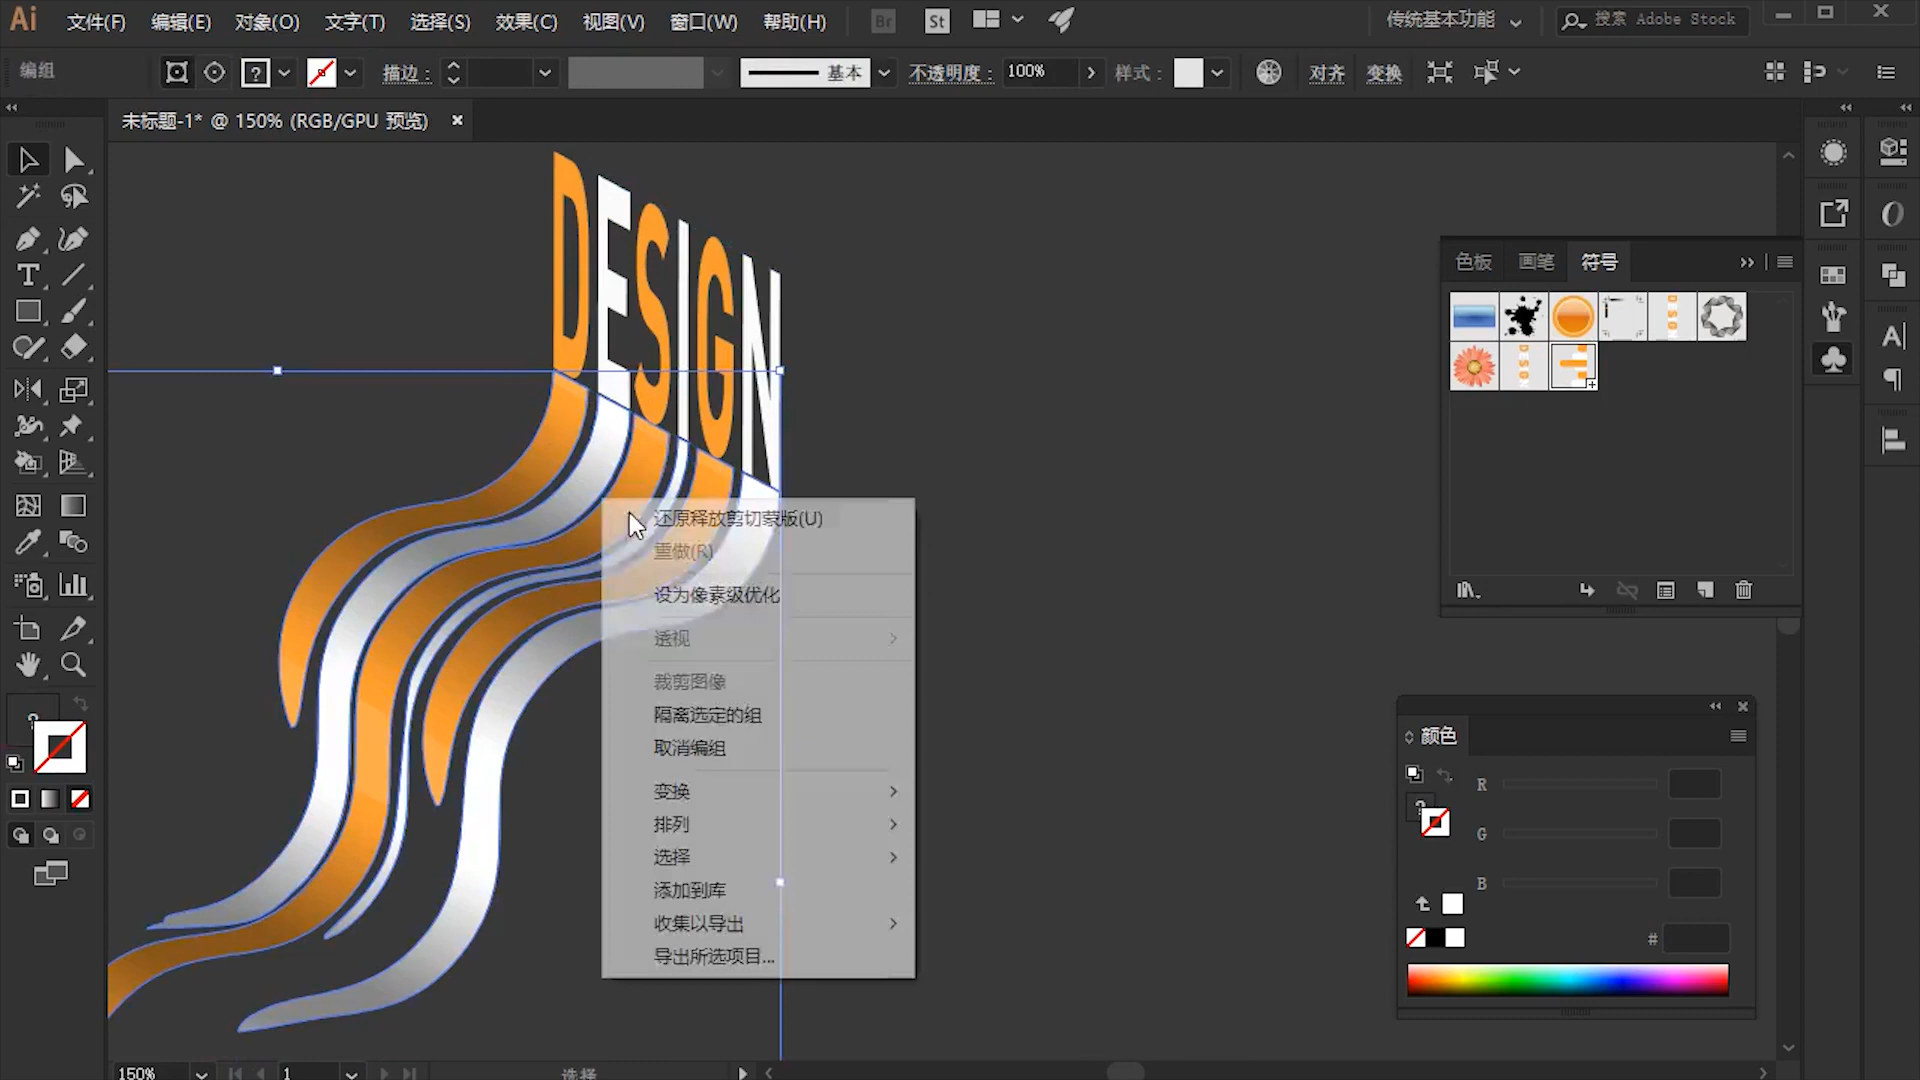 Ai 文件(F) 编辑(E) 对象(O) 文字(T) 选择(S) 效果(C) 视图(V) 窗口(W) 帮助(H) Br St 传统基本功能 搜索 Adobe Stock
编组 ? 描边: 基本 不透明度: 100% 样式: 对齐 变换
未标题-1* @ 150% (RGB/GPU 预览) ×
DESIGN
色板 画笔 符号
还原释放剪切蒙版(U)
重做(R)
设为像素级优化
透视
裁剪图像
隔离选定的组
取消编组
变换
排列
选择
添加到库
收集以导出
导出所选项目...
颜色
R
G
B
#
150% 1 选择